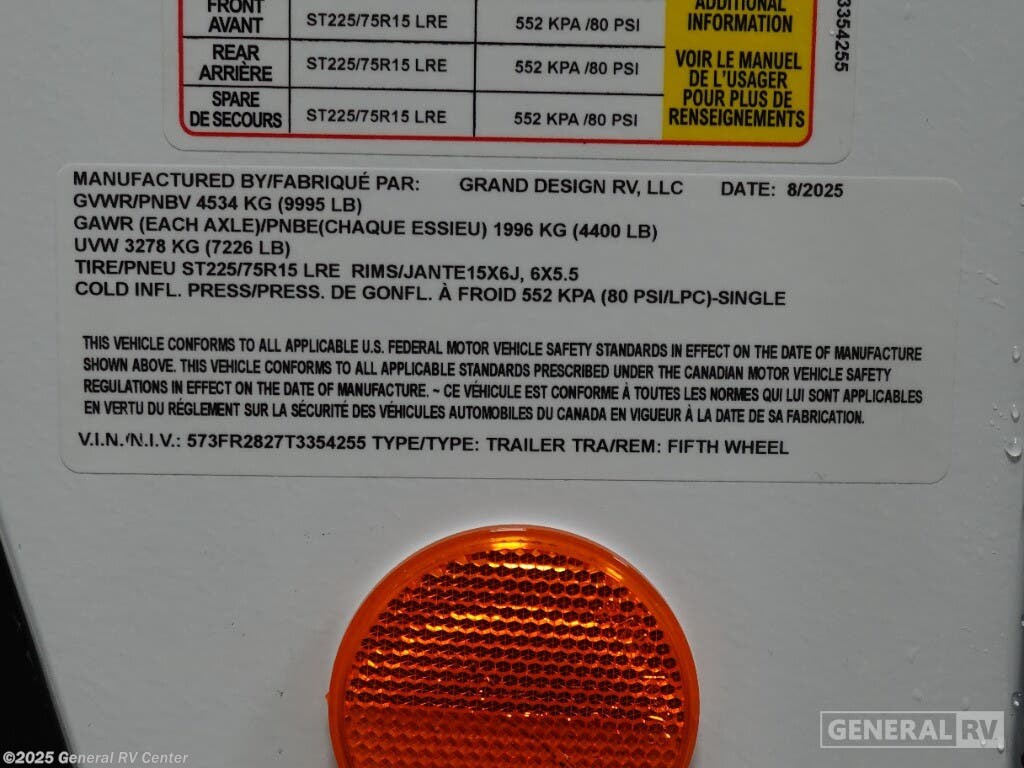 FRONT
AVANT
ST225/75R15 LRE
552 KPA /80 PSI
REAR
ARRIÈRE
ST225/75R15 LRE
552 KPA /80 PSI
SPARE
DE SECOURS
ST225/75R15 LRE
552 KPA /80 PSI
ADDITIONAL
INFORMATION
VOIR LE MANUEL
DE L'USAGER
POUR PLUS DE
RENSEIGNEMENTS
3354255
MANUFACTURED BY/FABRIQUÉ PAR: GRAND DESIGN RV, LLC DATE: 8/2025
GVWR/PNBV 4534 KG (9995 LB)
GAWR (EACH AXLE)/PNBE(CHAQUE ESSIEU) 1996 KG (4400 LB)
UVW 3278 KG (7226 LB)
TIRE/PNEU ST225/75R15 LRE RIMS/JANTE15X6J, 6X5.5
COLD INFL. PRESS/PRESS. DE GONFL. À FROID 552 KPA (80 PSI/LPC)-SINGLE
THIS VEHICLE CONFORMS TO ALL APPLICABLE U.S. FEDERAL MOTOR VEHICLE SAFETY STANDARDS IN EFFECT ON THE DATE OF MANUFACTURE
SHOWN ABOVE. THIS VEHICLE CONFORMS TO ALL APPLICABLE STANDARDS PRESCRIBED UNDER THE CANADIAN MOTOR VEHICLE SAFETY
REGULATIONS IN EFFECT ON THE DATE OF MANUFACTURE. ~ CE VÉHICULE EST CONFORME À TOUTES LES NORMES QUI LUI SONT APPLICABLES
EN VERTU DU RÉGLEMENT SUR LA SÉCURITÉ DES VÉHICULES AUTOMOBILES DU CANADA EN VIGUEUR À LA DATE DE SA FABRICATION.
V.I.N./N.I.V.: 573FR2827T3354255 TYPE/TYPE: TRAILER TRA/REM: FIFTH WHEEL
GENERAL RV
©2025 General RV Center